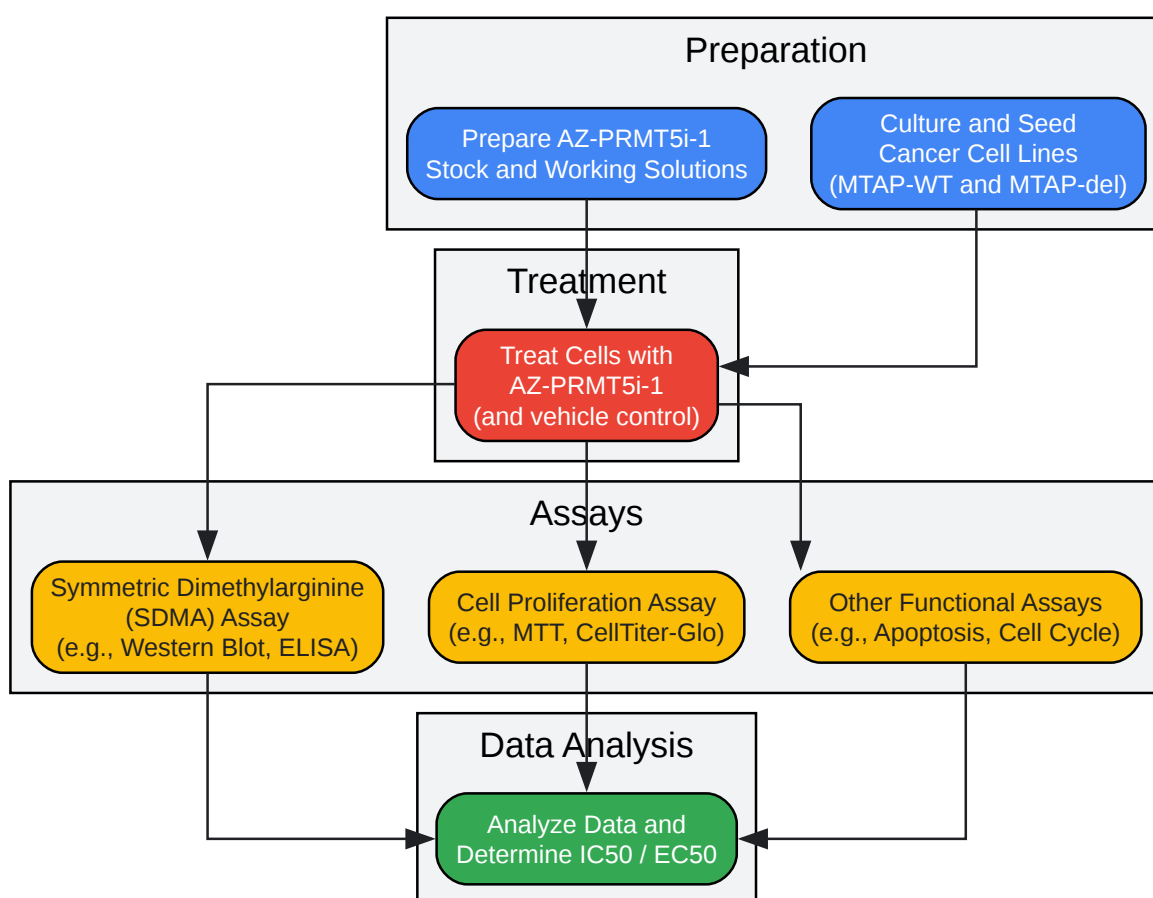 Preparation
Prepare AZ-PRMT5i-1
Stock and Working Solutions
Culture and Seed
Cancer Cell Lines
(MTAP-WT and MTAP-del)
Treatment
Treat Cells with
AZ-PRMT5i-1
(and vehicle control)
Assays
Symmetric Dimethylarginine
(SDMA) Assay
(e.g., Western Blot, ELISA)
Cell Proliferation Assay
(e.g., MTT, CellTiter-Glo)
Other Functional Assays
(e.g., Apoptosis, Cell Cycle)
Data Analysis
Analyze Data and
Determine IC50 / EC50